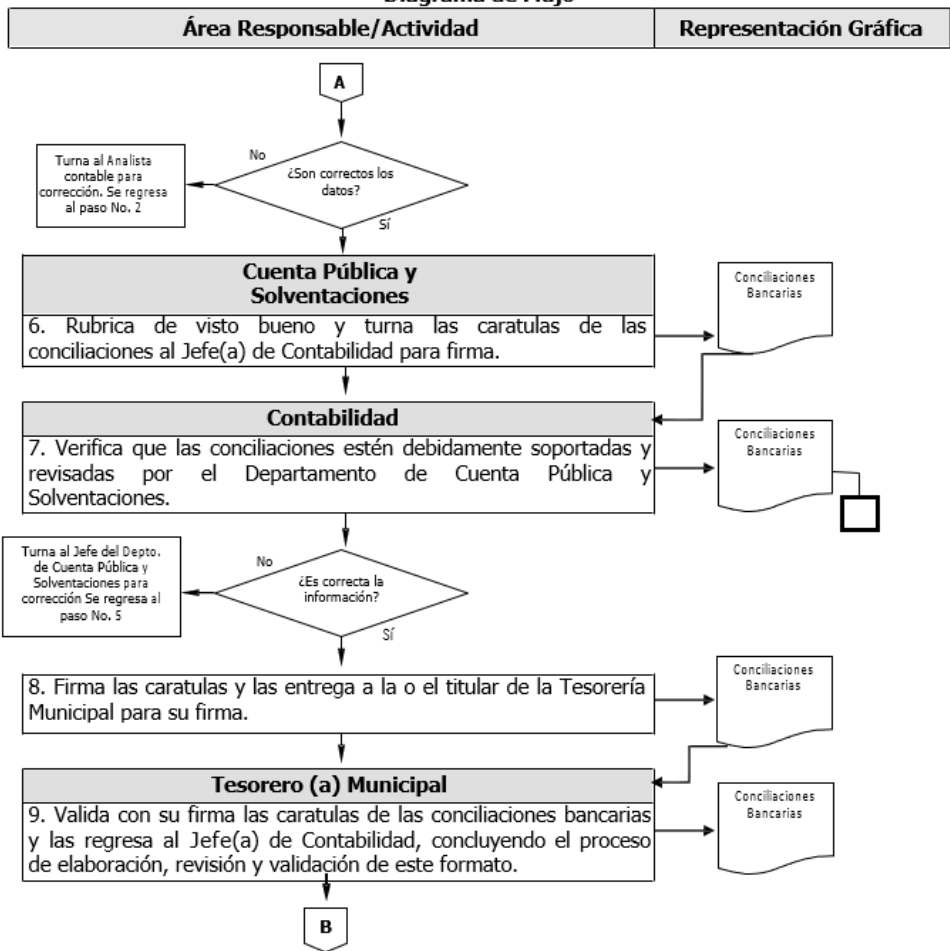 Área Responsable/Actividad
Representación Gráfica
A
No
¿Son correctos los
datos?
Turna al Analista
contable para
corrección. Se regresa
al paso No. 2
Sí
Cuenta Pública y
Solventaciones
6. Rubrica de visto bueno y turna las caratulas de las
conciliaciones al Jefe(a) de Contabilidad para firma.
Conciliaciones
Bancarias
Contabilidad
7. Verifica que las conciliaciones estén debidamente soportadas y
revisadas por el Departamento de Cuenta Pública y
Solventaciones.
Conciliaciones
Bancarias
No
¿Es correcta la
información?
Turna al Jefe del Depto.
de Cuenta Pública y
Solventaciones para
corrección Se regresa al
paso No. 5
Sí
8. Firma las caratulas y las entrega a la o el titular de la Tesorería
Municipal para su firma.
Conciliaciones
Bancarias
Tesorero (a) Municipal
9. Valida con su firma las caratulas de las conciliaciones bancarias
y las regresa al Jefe(a) de Contabilidad, concluyendo el proceso
de elaboración, revisión y validación de este formato.
Conciliaciones
Bancarias
B